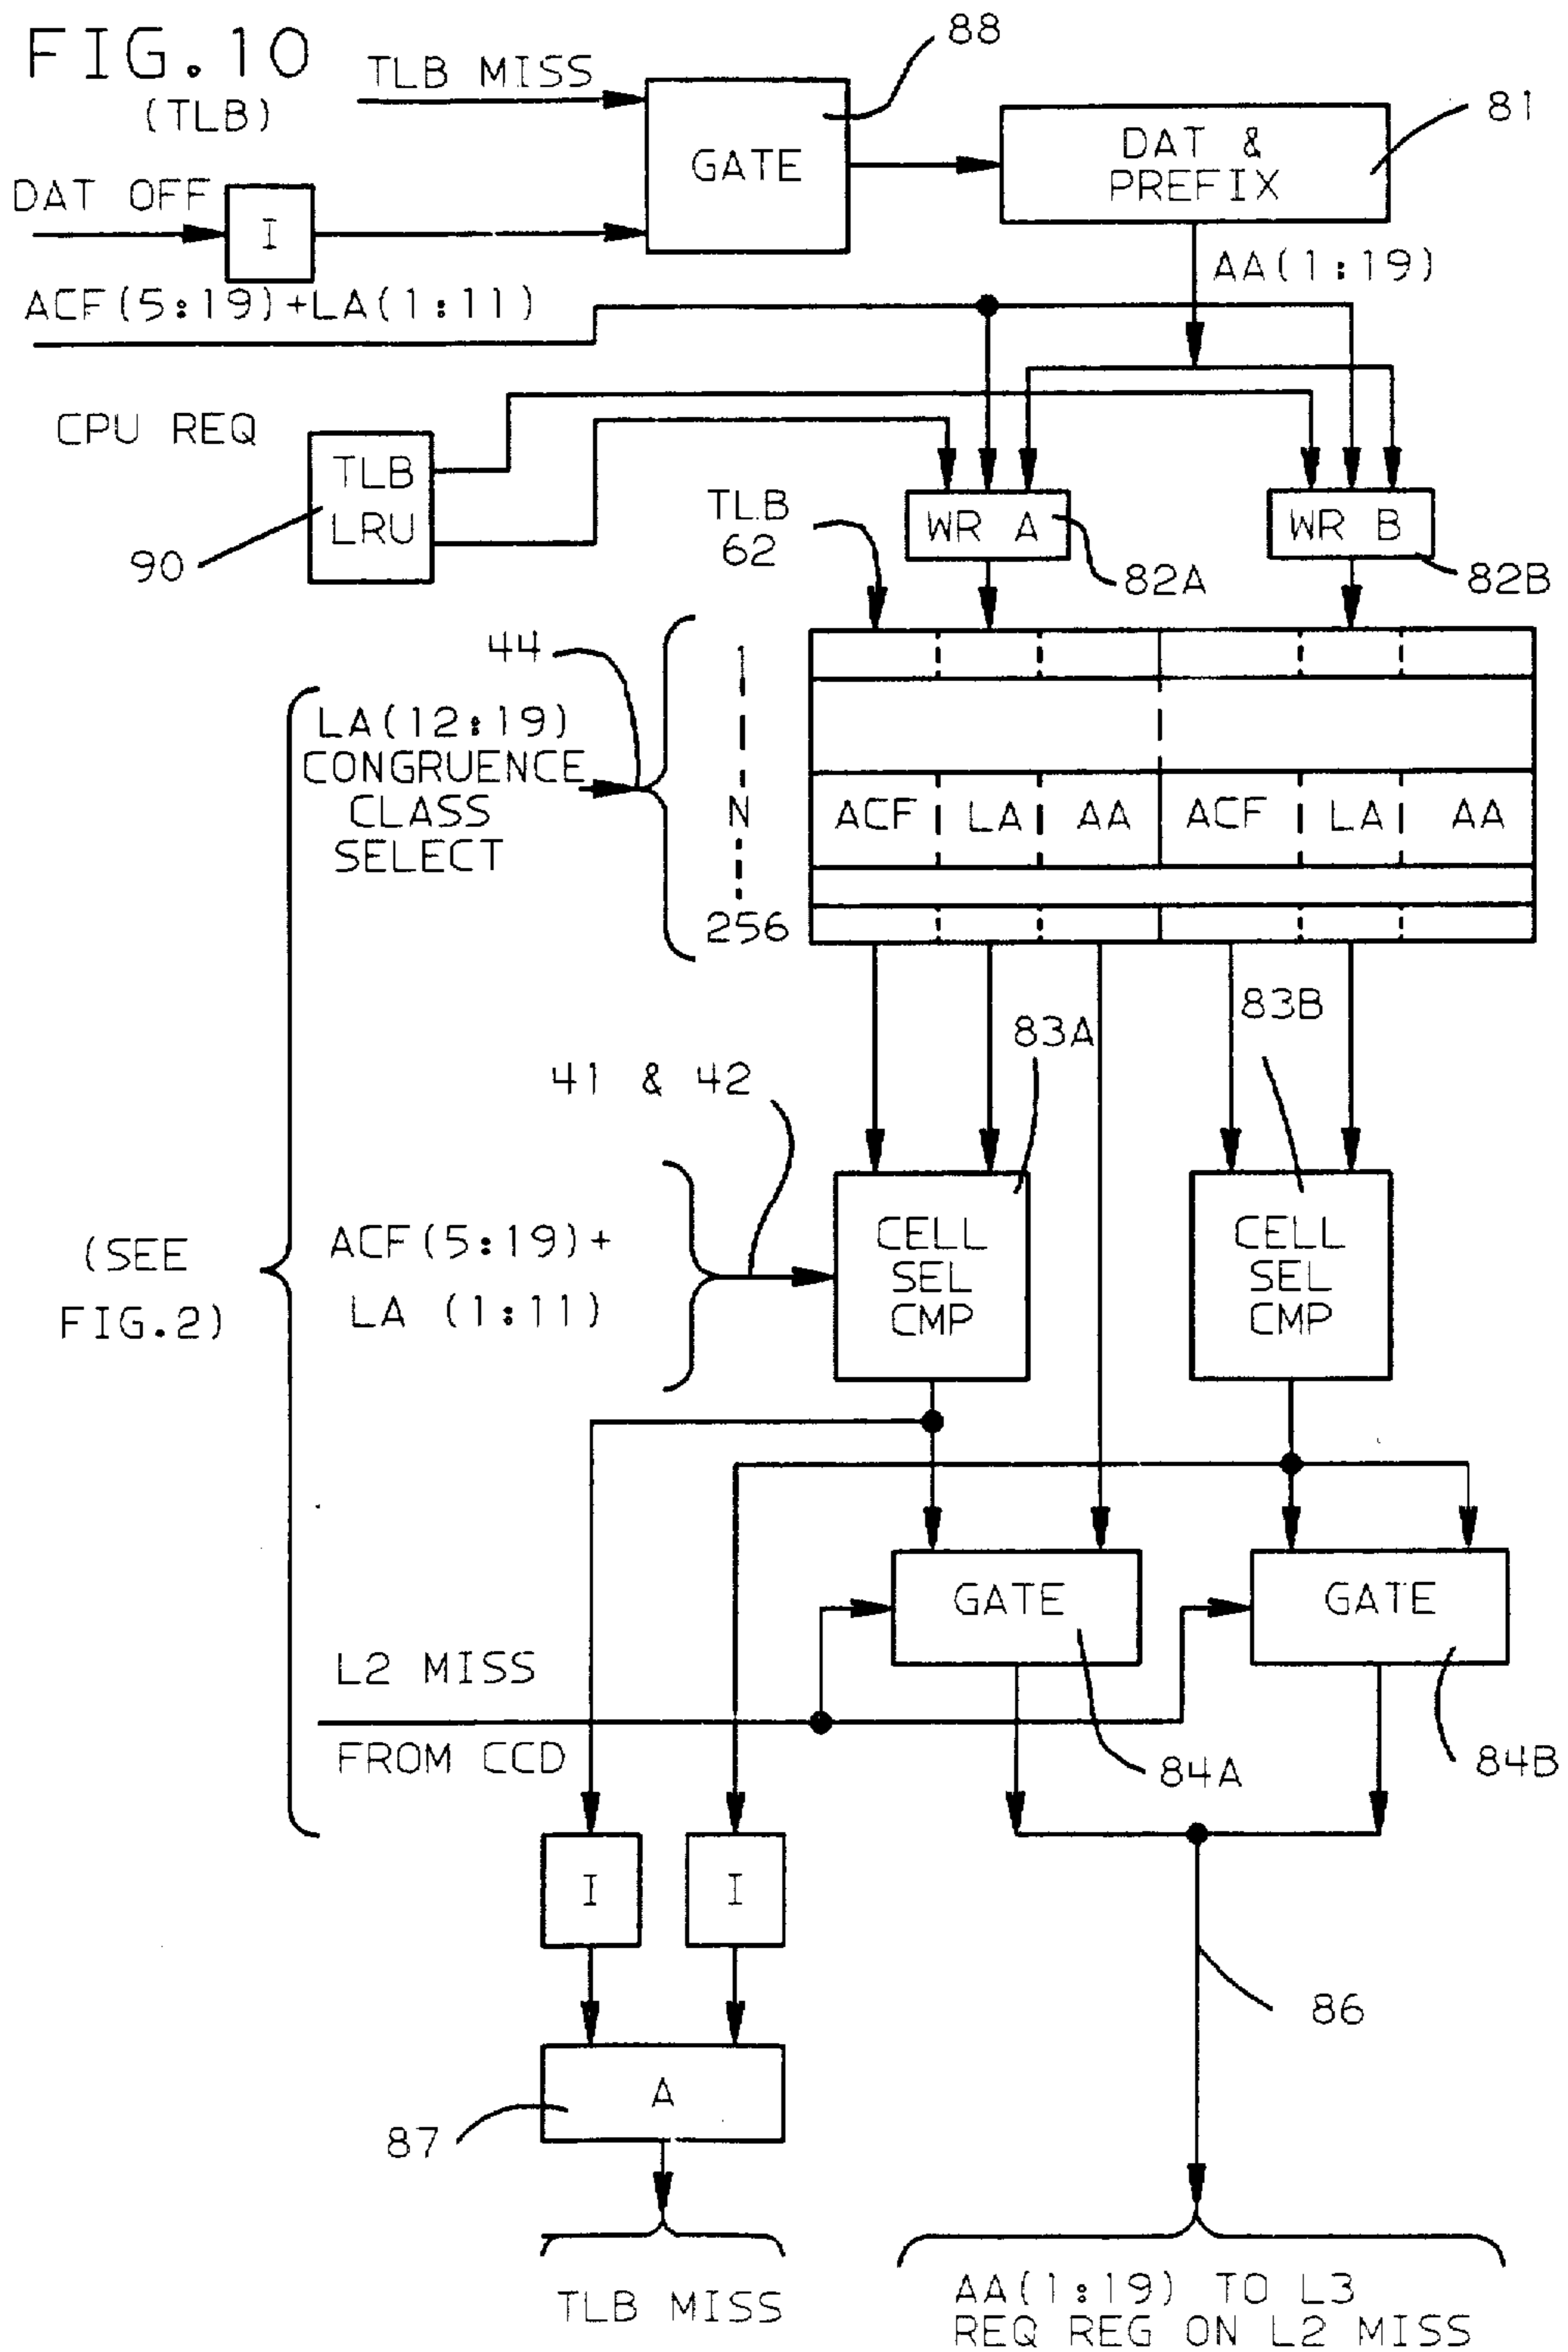 FIG.10
(TLB)
TLB MISS
88
GATE
DAT &
PREFIX
81
DAT OFF
I
AA(1:19)
ACF(5:19)+LA(1:11)
CPU REQ
TLB
LRU
90
TLB
62
WR A
82A
WR B
82B
44
LA(12:19)
CONGRUENCE
CLASS
SELECT
1
N
256
ACF LA AA ACF LA AA
83A
83B
41 & 42
ACF(5:19)+
LA (1:11)
CELL
SEL
CMP
CELL
SEL
CMP
(SEE
FIG.2)
GATE
GATE
L2 MISS
FROM CCD
84A
84B
I
I
86
A
87
TLB MISS
AA(1:19) TO L3
REQ REG ON L2 MISS